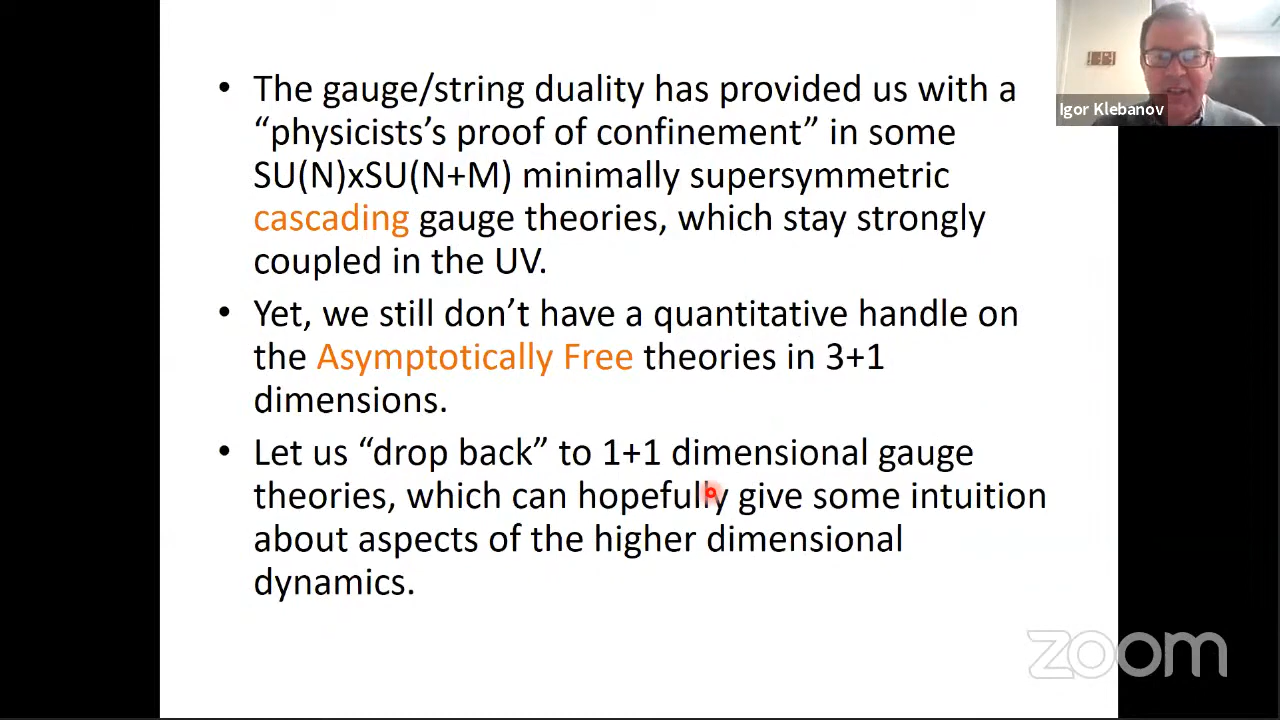 • The gauge/string duality has provided us with a
“physicists’s proof of confinement” in some
SU(N)xSU(N+M) minimally supersymmetric
cascading gauge theories, which stay strongly
coupled in the UV.
• Yet, we still don’t have a quantitative handle on
the Asymptotically Free theories in 3+1
dimensions.
• Let us “drop back” to 1+1 dimensional gauge
theories, which can hopefully give some intuition
about aspects of the higher dimensional
dynamics.
Igor Klebanov
zoom